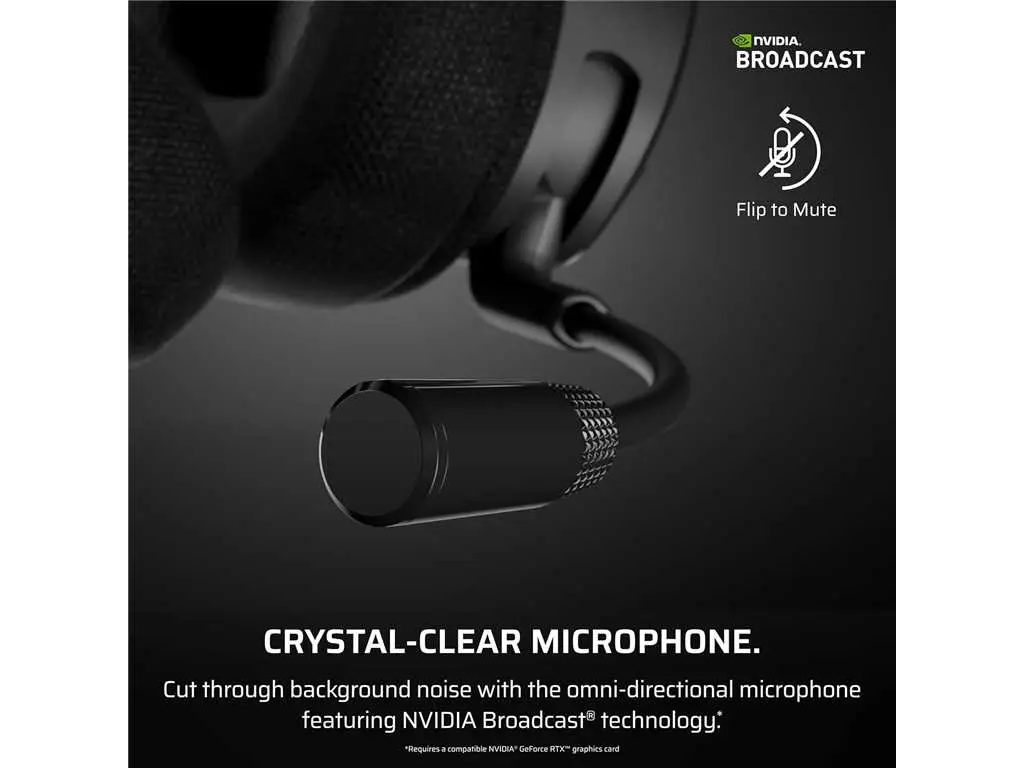 NVIDIA.
BROADCAST
Flip to Mute
CRYSTAL-CLEAR MICROPHONE.
Cut through background noise with the omni-directional microphone
featuring NVIDIA Broadcast® technology.*
*Requires a compatible NVIDIA® GeForce RTX™ graphics card